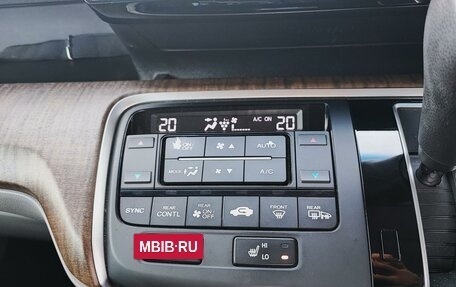 20 A/C ON 20
ON/OFF AUTO
MODE A/C
SYNC REAR CONTL REAR ON OFF FRONT REAR
MBIB·RU
HI
LO